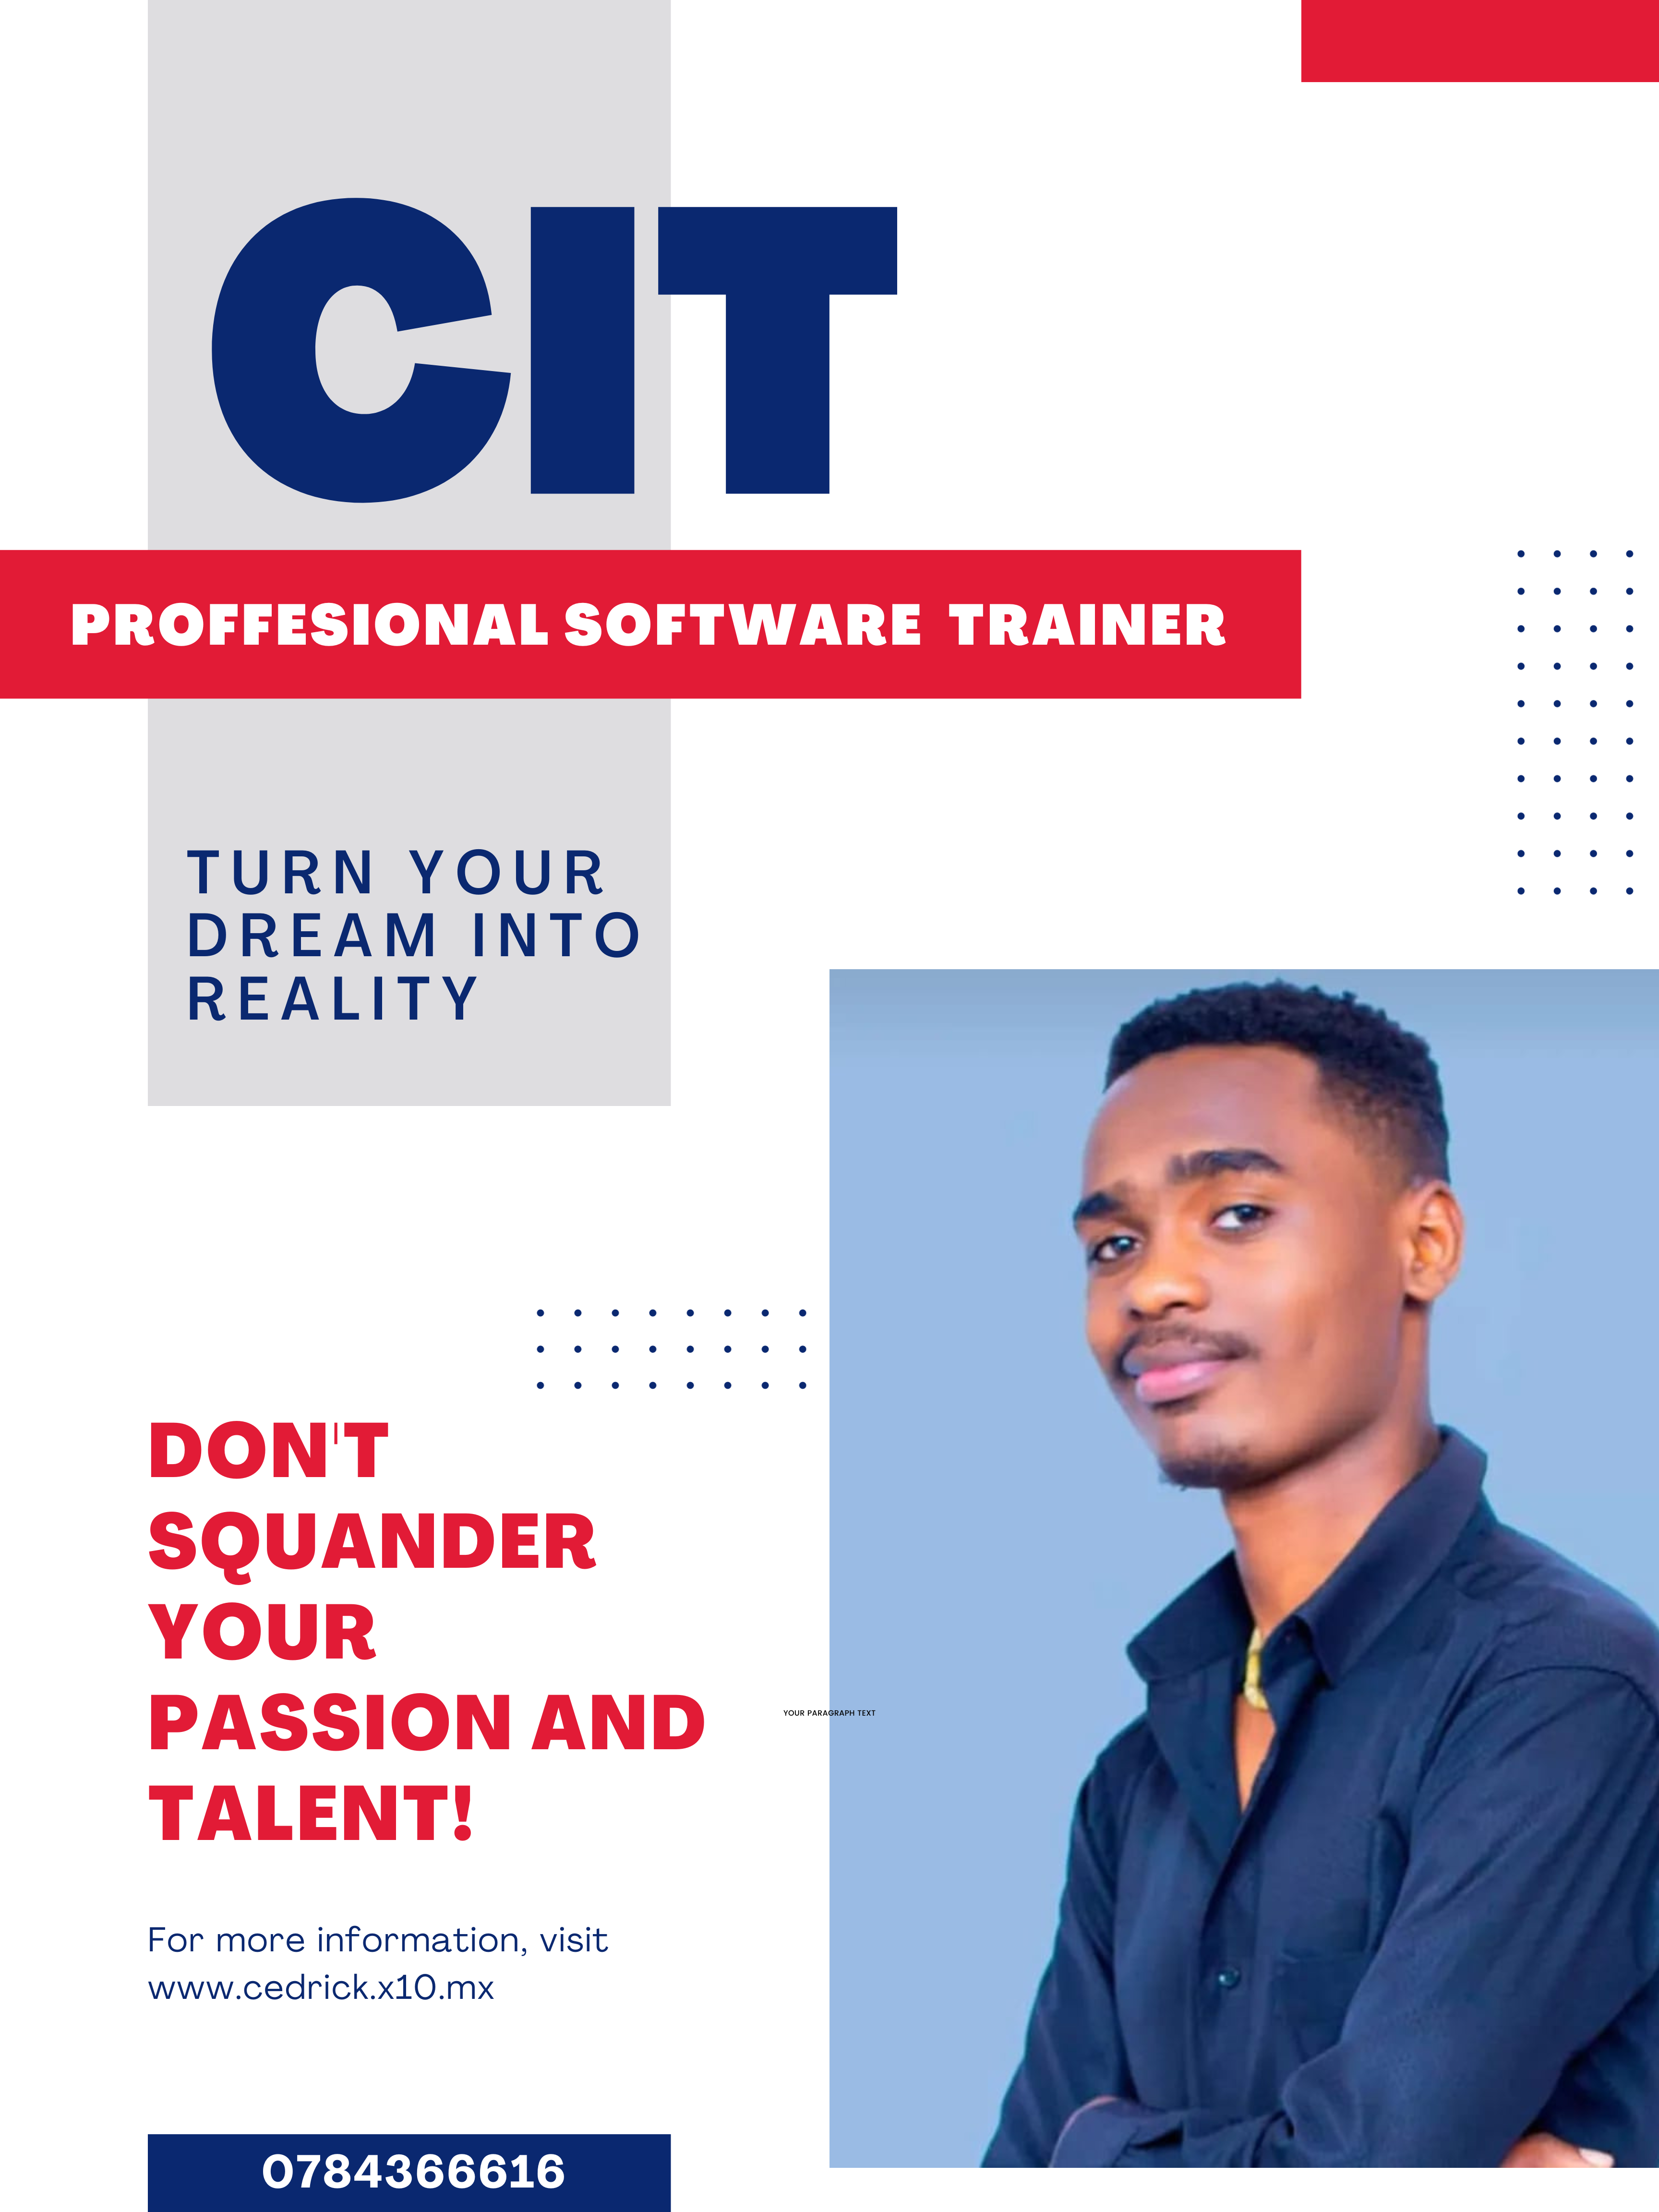 CIT
PROFFESIONAL SOFTWARE TRAINER
TURN YOUR
DREAM INTO
REALITY
DON'T
SQUANDER
YOUR
PASSION AND
TALENT!
YOUR PARAGRAPH TEXT
For more information, visit
www.cedrick.x10.mx
0784366616